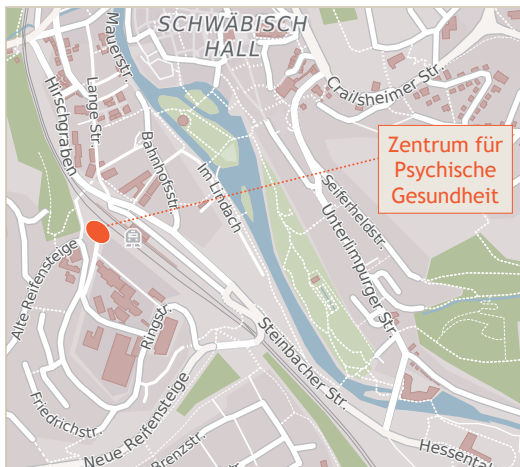 SCHWÄBISCH
HALL
Mauerstr.
Crailsheimer Str.
Hirschgraben
Lange Str.
Bahnhofsstr.
Im Lindach
Zentrum für
Psychische
Gesundheit
Seiferheldstr.
Unterlimpurger Str.
Alte Reifensteige
Ringstr.
Steinbacher Str.
Friedrichstr.
Neue Reifensteige
Brenzstr.
Hessental